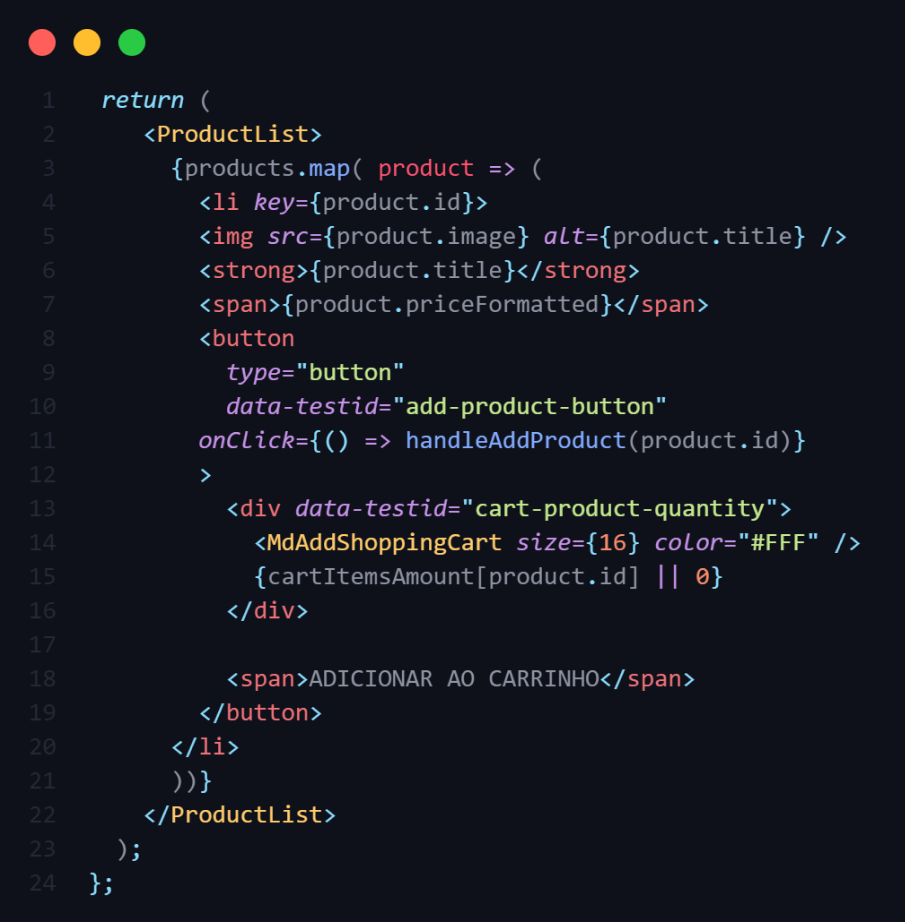 1 return (
2 <ProductList>
3 {products.map( product => (
4 <li key={product.id}>
5 <img src={product.image} alt={product.title} />
6 <strong>{product.title}</strong>
7 <span>{product.priceFormatted}</span>
8 <button
9 type="button"
10 data-testid="add-product-button"
11 onClick={() => handleAddProduct(product.id)}
12 >
13 <div data-testid="cart-product-quantity">
14 <MdAddShoppingCart size={16} color="#FFF" />
15 {cartItemsAmount[product.id] || 0}
16 </div>
17
18 <span>ADICIONAR AO CARRINHO</span>
19 </button>
20 </li>
21 ))}
22 </ProductList>
23 );
24 };